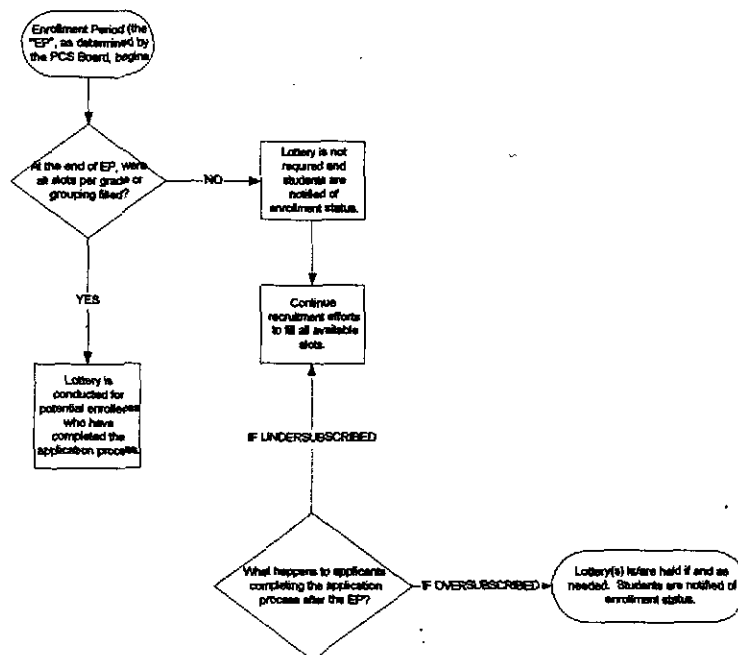 Enrollment Period (the
"EP", as determined by
the PCS Board, begins
At the end of EP, were
all slots per grade or
grouping filled?
NO
Lottery is not
required and
students are
notified of
enrollment status.
YES
Continue
recruitment efforts
to fill all available
slots.
Lottery is
conducted for
potential enrollees
who have
completed the
application process.
IF UNDERSUBSCRIBED
What happens to applicants
completing the application
process after the EP?
IF OVERSUBSCRIBED
Lottery(s) is/are held if and as
needed. Students are notified of
enrollment status.